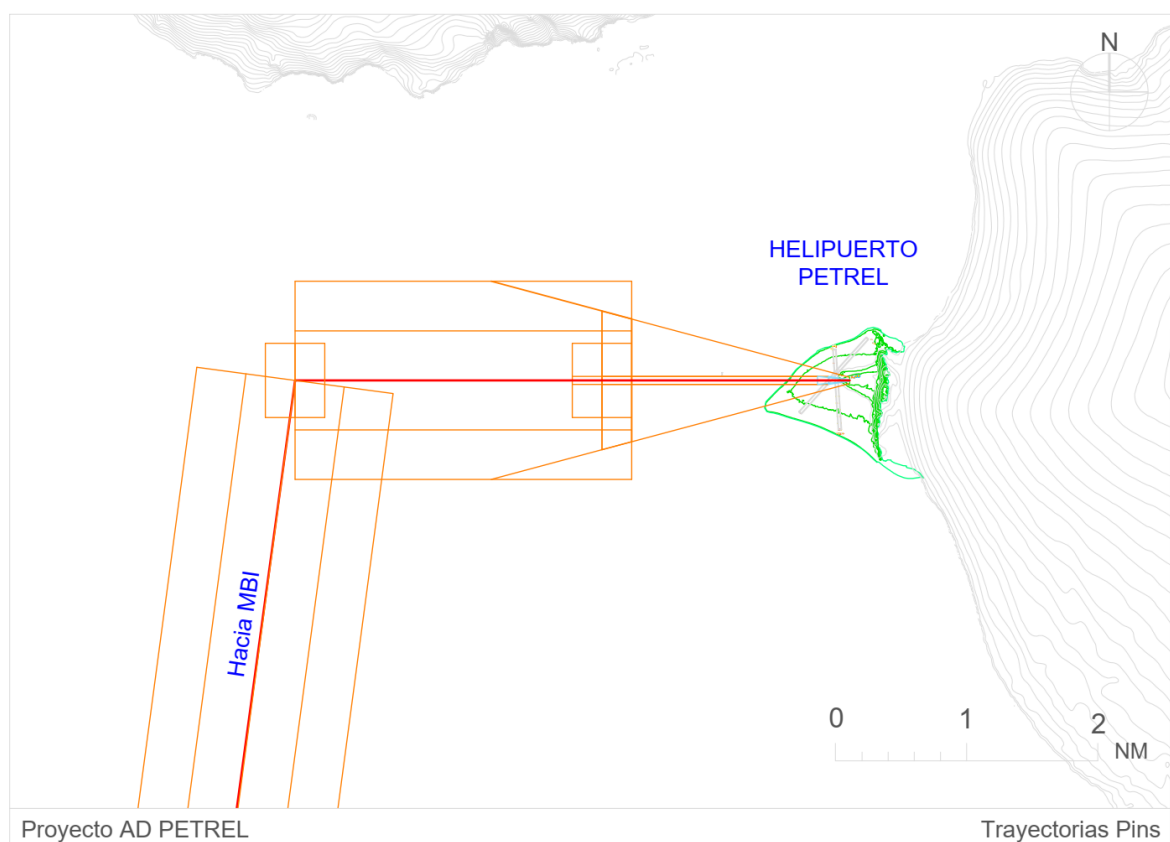 N
HELIPUERTO
PETREL
Hacia MBI
0 1 2
NM
Proyecto AD PETREL
Trayectorias Pins